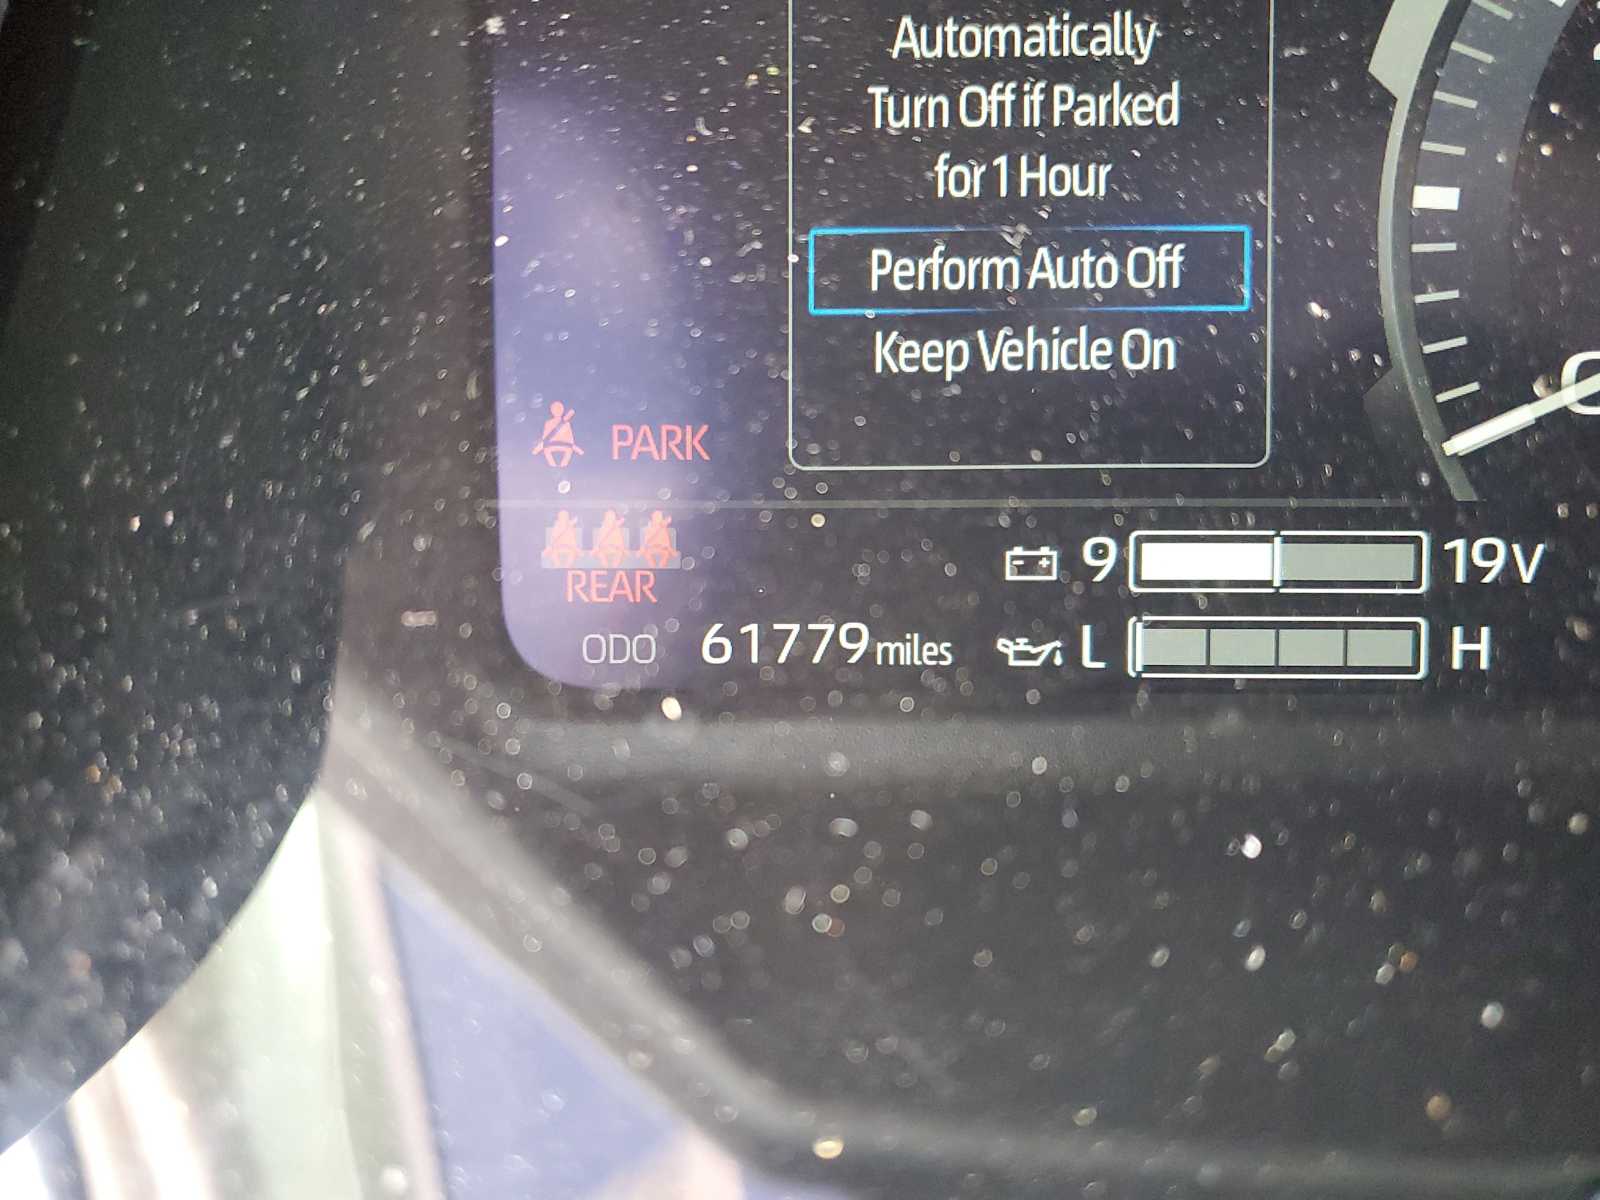 Automatically
Turn Off if Parked
for 1 Hour
Perform Auto Off
Keep Vehicle On
PARK
REAR
9 19V
ODO 61779 miles L H